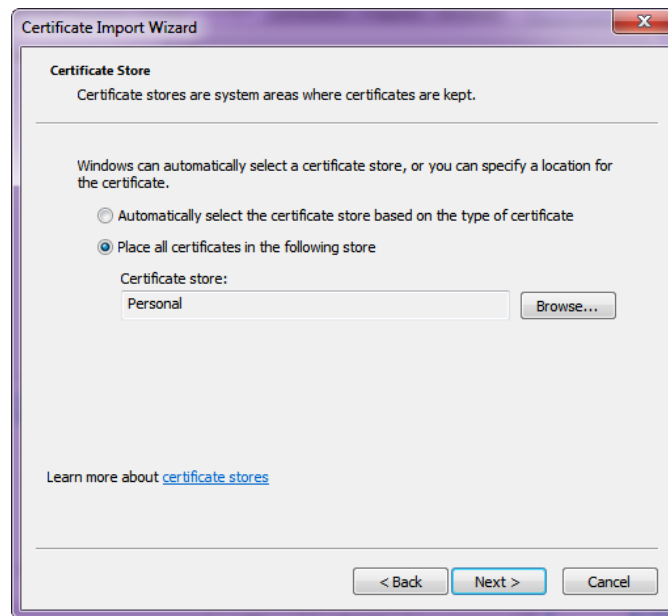 Certificate Import Wizard
Certificate Store
Certificate stores are system areas where certificates are kept.
Windows can automatically select a certificate store, or you can specify a location for
the certificate.
Automatically select the certificate store based on the type of certificate
Place all certificates in the following store
Certificate store:
Personal
Browse...
Learn more about certificate stores
< Back Next > Cancel